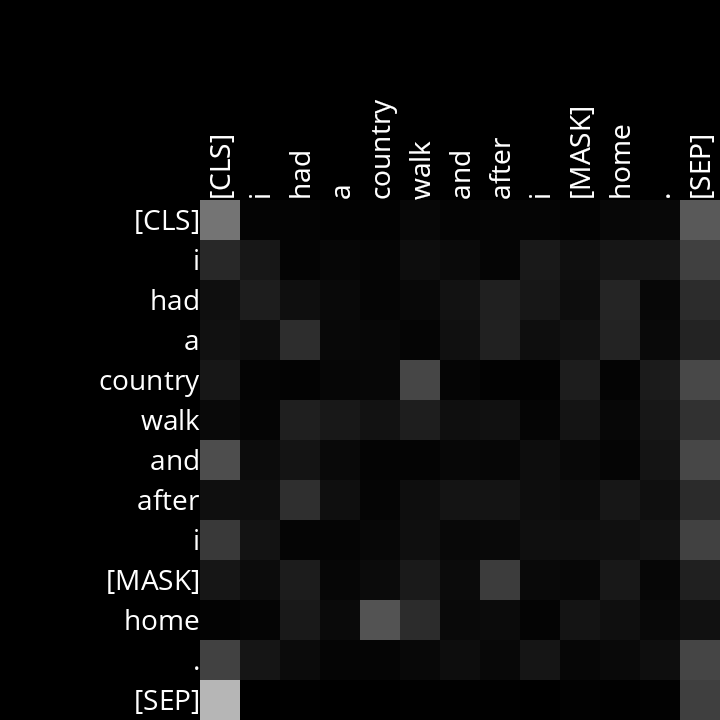 [CLS] i had a country walk and after i [MASK] home . [SEP]
[CLS]
i
had
a
country
walk
and
after
i
[MASK]
home
.
[SEP]